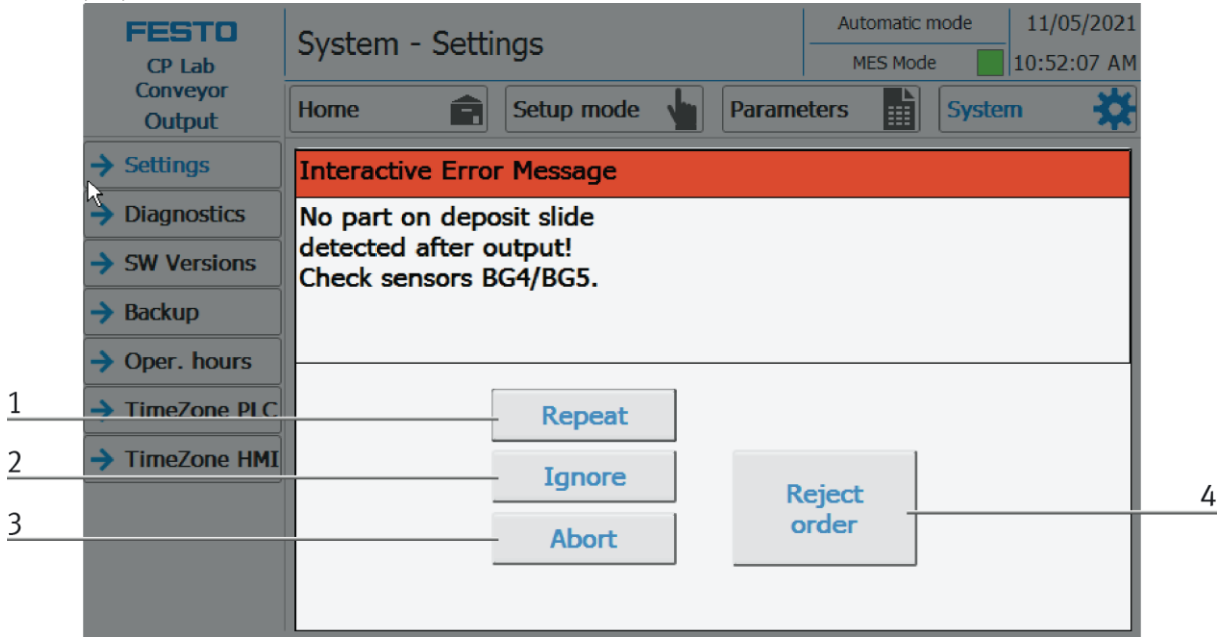 FESTO
CP Lab
Conveyor
Output
System - Settings
Automatic mode
MES Mode
11/05/2021
10:52:07 AM
Home
Setup mode
Parameters
System
Settings
Diagnostics
SW Versions
Backup
Oper. hours
TimeZone PLC
TimeZone HMI
Interactive Error Message
No part on deposit slide
detected after output!
Check sensors BG4/BG5.
1
Repeat
2
Ignore
3
Abort
Reject
order
4